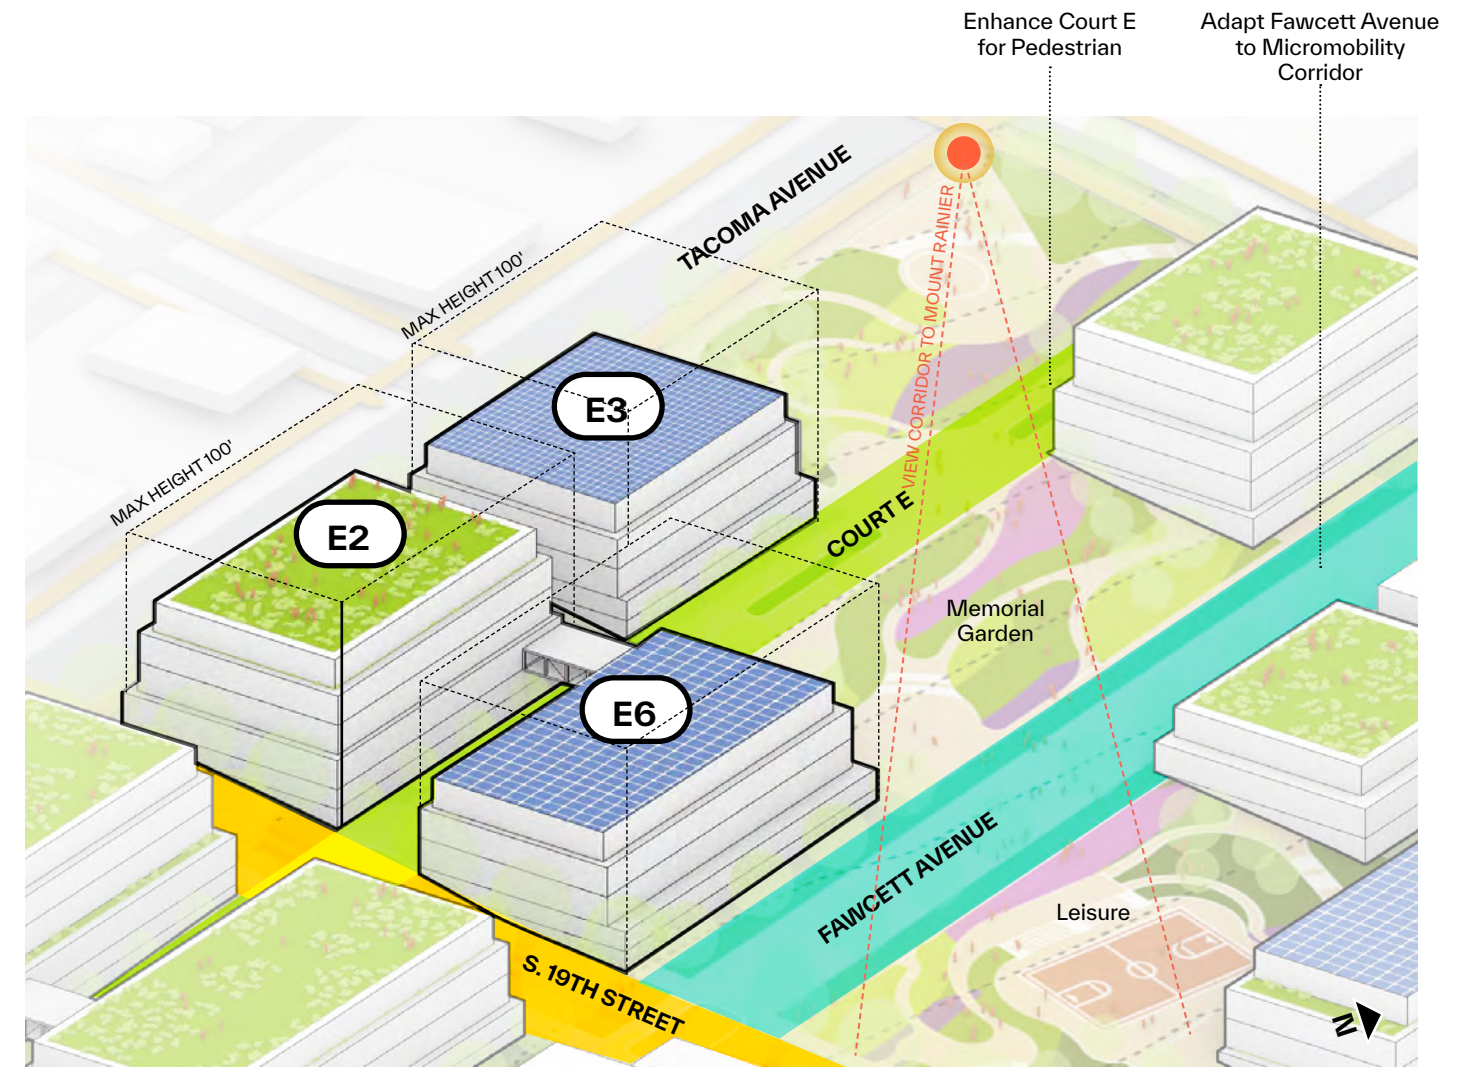 Enhance Court E
for Pedestrian
Adapt Fawcett Avenue
to Micromobility
Corridor
TACOMA AVENUE
VIEW CORRIDOR TO MOUNT RAINIER
MAX HEIGHT 100'
E3
MAX HEIGHT 100'
E2
COURT E
Memorial
Garden
E6
FAWCETT AVENUE
Leisure
S. 19TH STREET
N